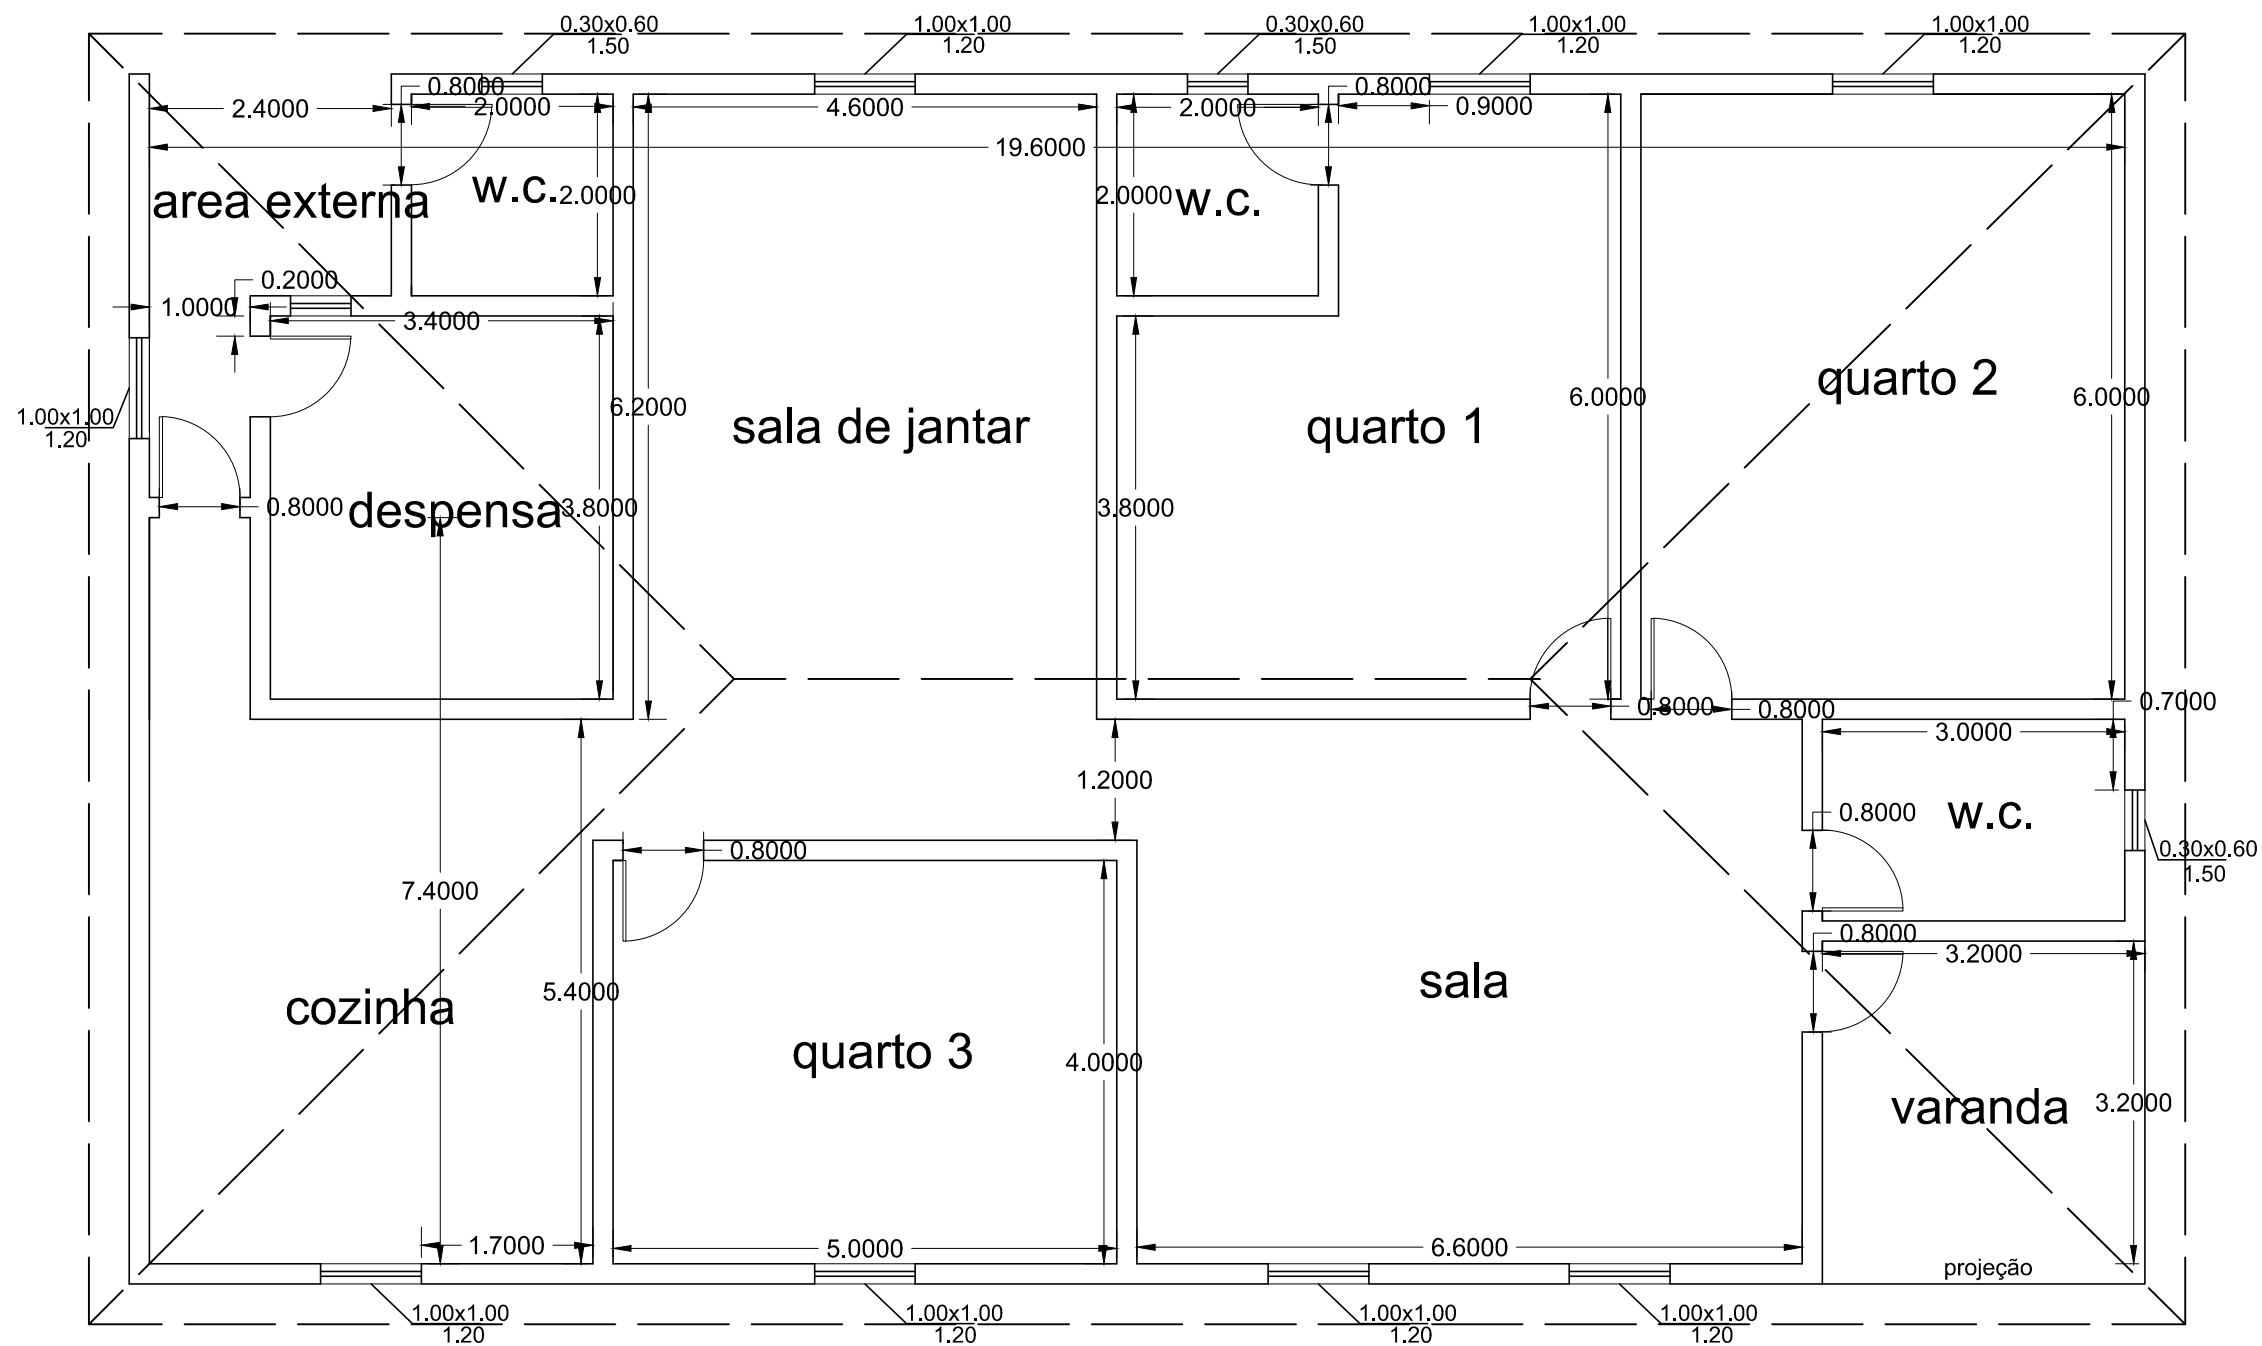 0.30x0.60
1.50
1.00x1.00
1.20
0.30x0.60
1.50
1.00x1.00
1.20
1.00x1.00
1.20
0.8000
2.4000
2.0000
4.6000
2.0000
0.8000
0.9000
19.6000
area externa
w.c.
2.0000
2.0000
w.c.
0.2000
1.0000
3.4000
1.00x1.00
1.20
6.2000
sala de jantar
quarto 1
6.0000
quarto 2
6.0000
0.8000
despensa
3.8000
3.8000
0.8000
0.8000
0.7000
3.0000
1.2000
0.8000
w.c.
0.30x0.60
1.50
0.8000
7.4000
0.8000
3.2000
cozinha
5.4000
quarto 3
4.0000
sala
varanda
3.2000
1.7000
5.0000
6.6000
projeção
1.00x1.00
1.20
1.00x1.00
1.20
1.00x1.00
1.20
1.00x1.00
1.20